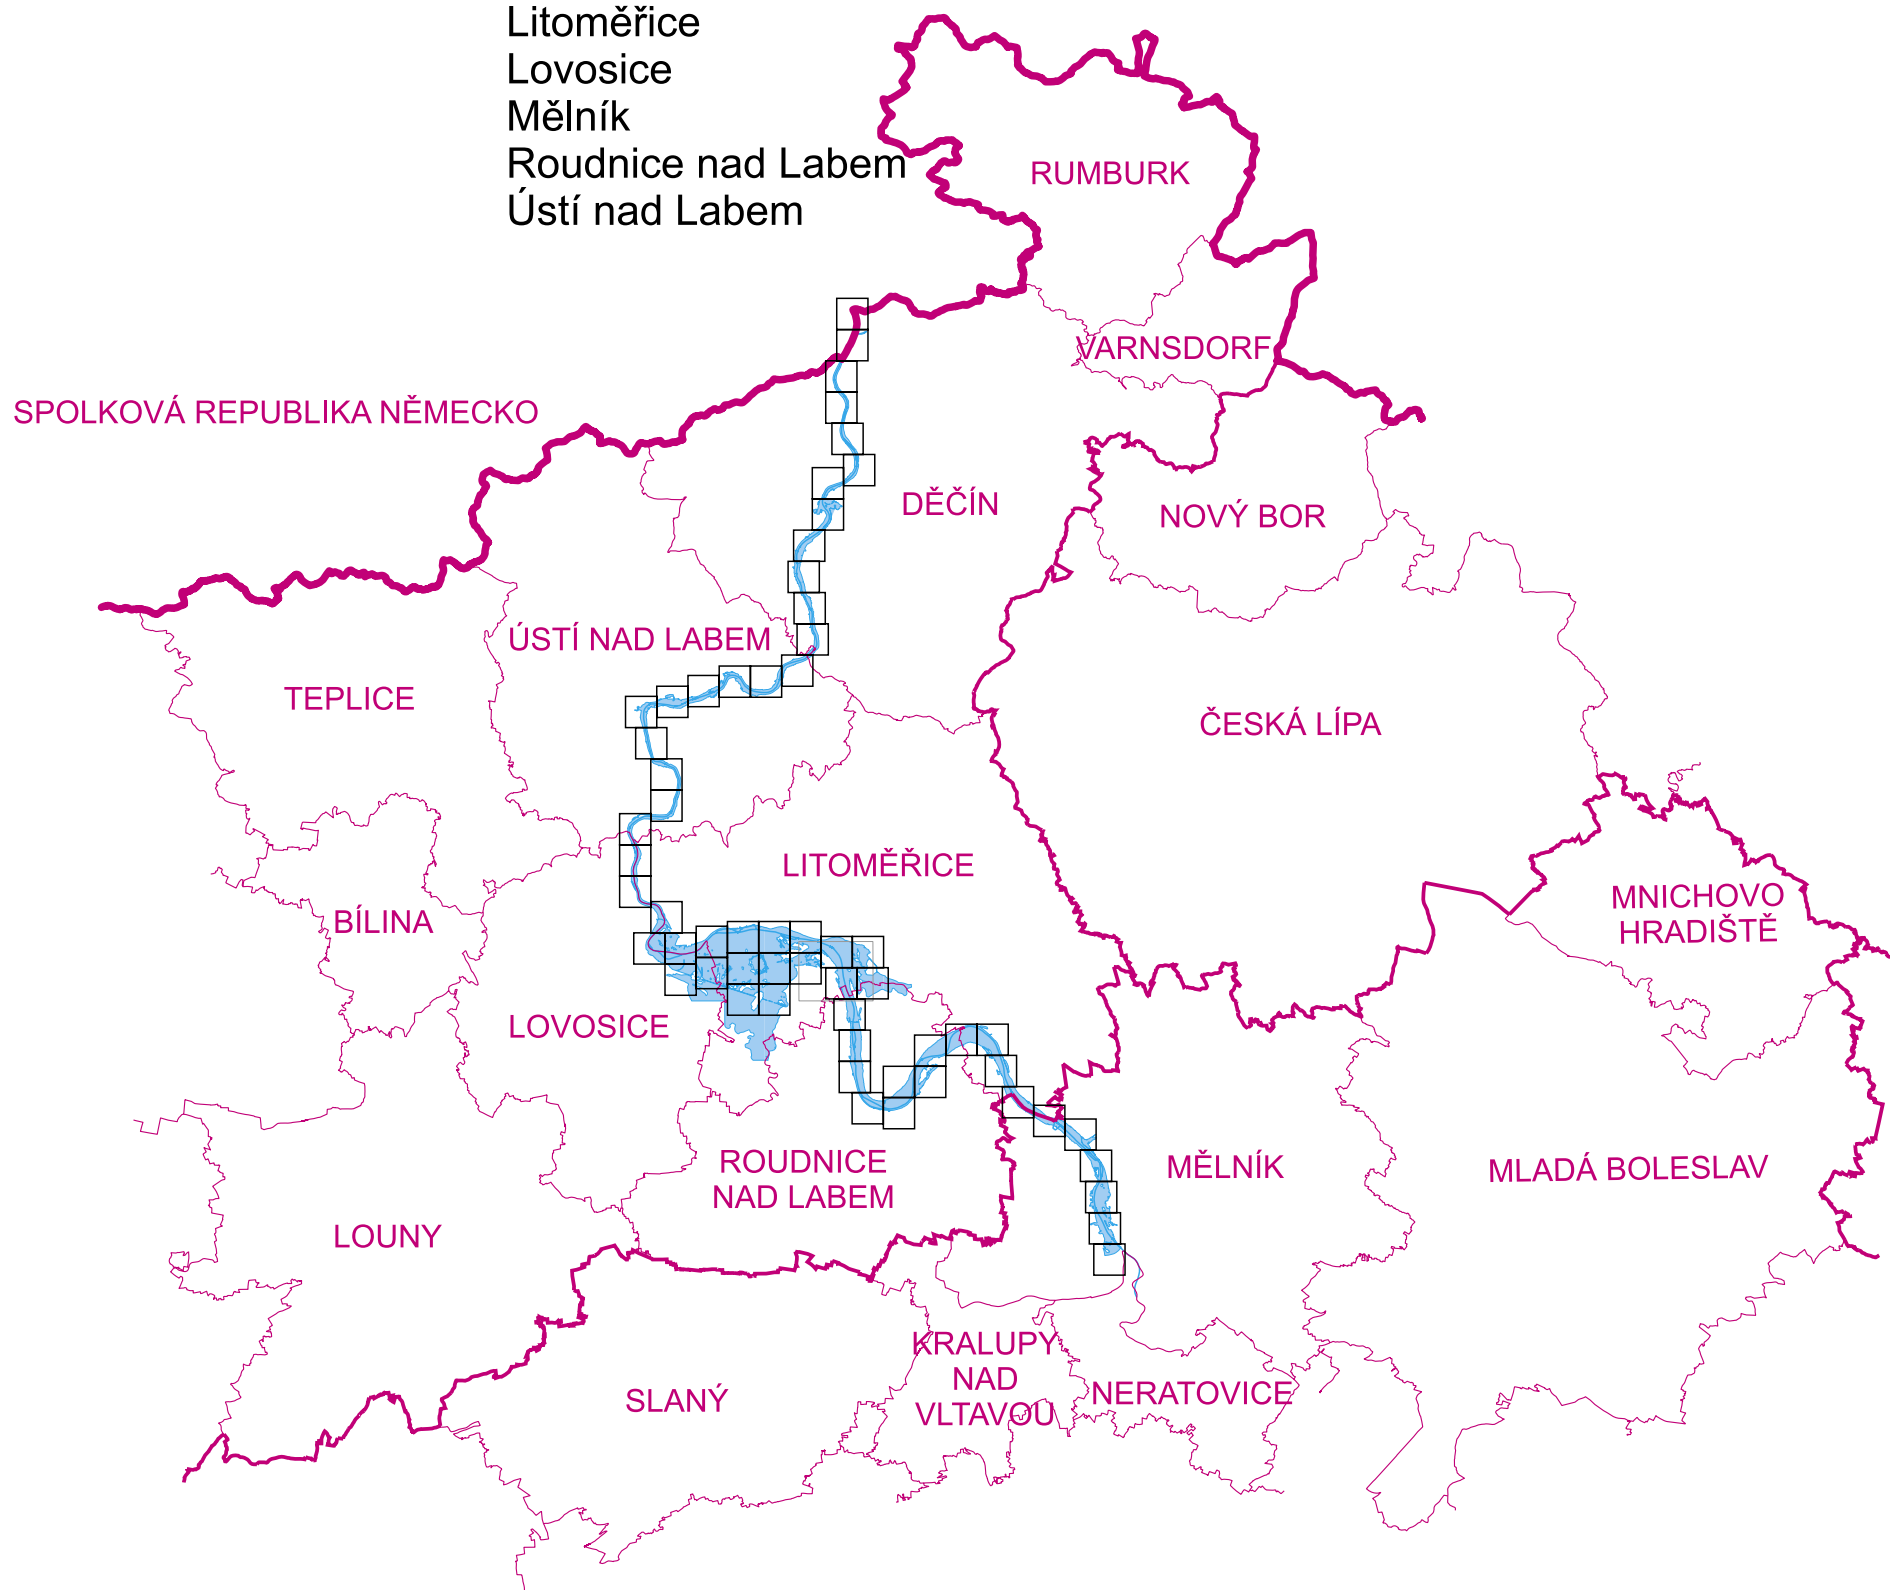 Litoměřice
Lovosice
Mělník
Roudnice nad Labem
Ústí nad Labem
RUMBURK
VARNSDORF
SPOLKOVÁ REPUBLIKA NĚMECKO
DĚČÍN
NOVÝ BOR
ÚSTÍ NAD LABEM
TEPLICE
ČESKÁ LÍPA
LITOMĚŘICE
MNICHOVO
HRADIŠTĚ
BÍLINA
LOVOSICE
ROUDNICE
NAD LABEM
MĚLNÍK
MLADÁ BOLESLAV
LOUNY
KRALUPY
NAD
VLTAVOU
SLANÝ
NERATOVICE